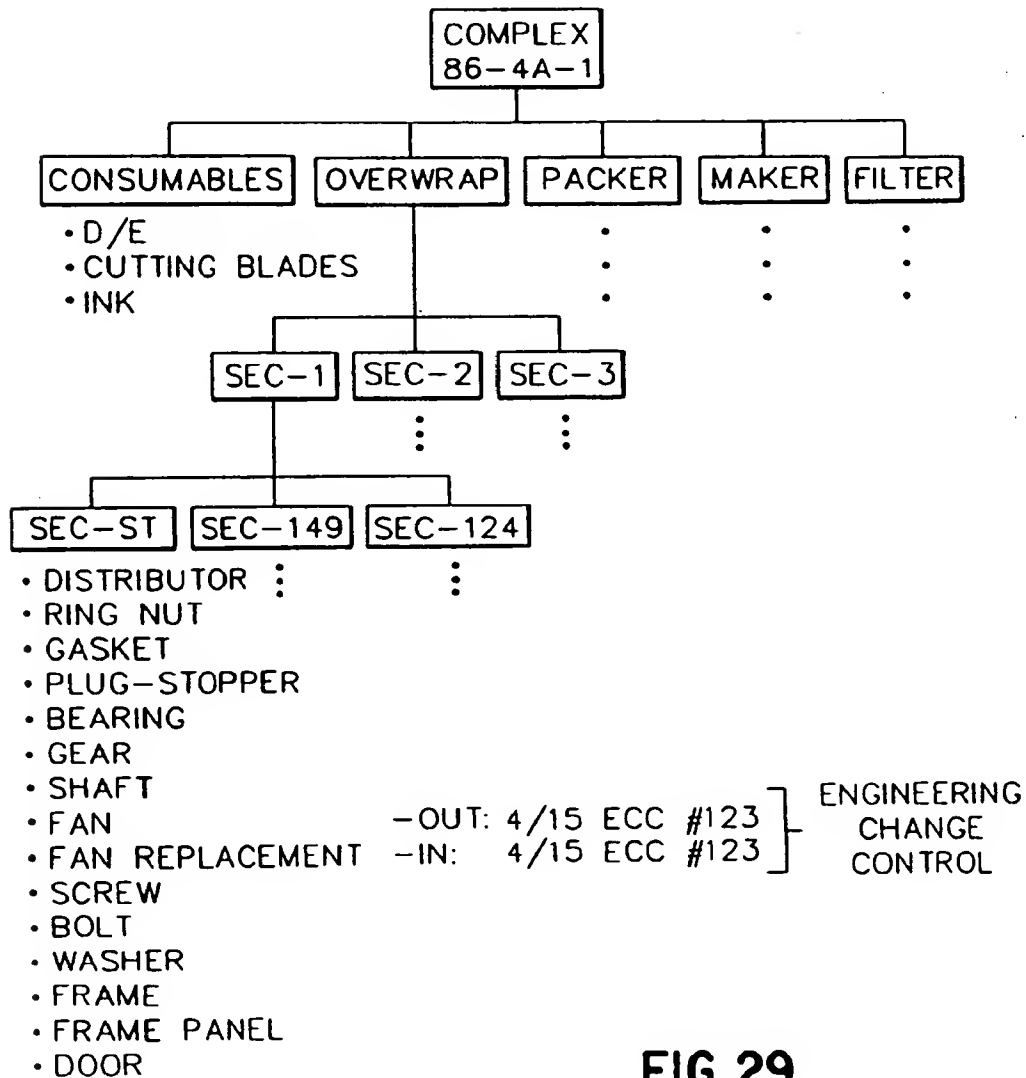 COMPLEX
86-4A-1
CONSUMABLES
OVERWRAP
PACKER
MAKER
FILTER
• D/E
• CUTTING BLADES
• INK
SEC-1
SEC-2
SEC-3
SEC-ST
SEC-149
SEC-124
• DISTRIBUTOR
• RING NUT
• GASKET
• PLUG-STOPPER
• BEARING
• GEAR
• SHAFT
• FAN -OUT: 4/15 ECC #123
• FAN REPLACEMENT -IN: 4/15 ECC #123
ENGINEERING
CHANGE
CONTROL
• SCREW
• BOLT
• WASHER
• FRAME
• FRAME PANEL
• DOOR
FIG. 29